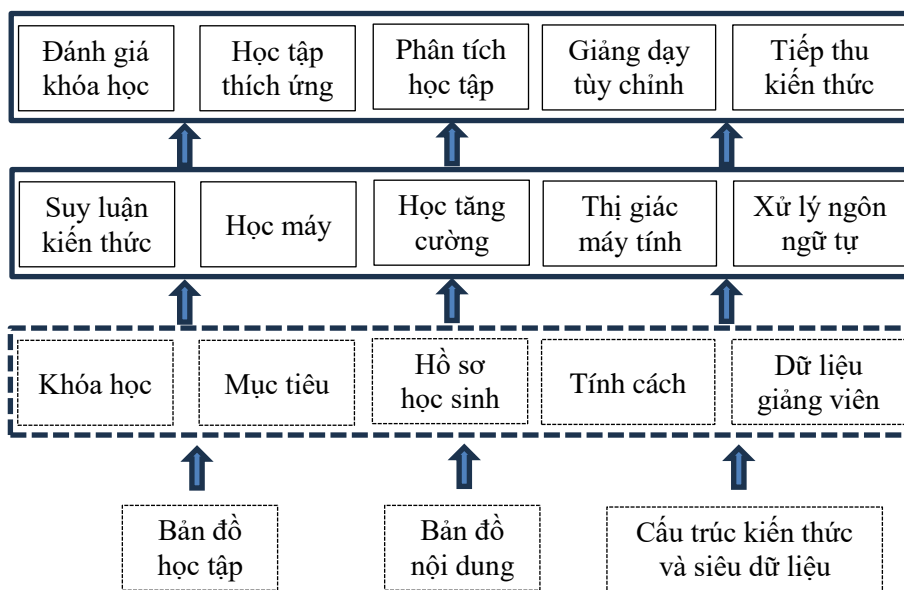 Đánh giá
khóa học
Học tập
thích ứng
Phân tích
học tập
Giảng dạy
tùy chỉnh
Tiếp thu
kiến thức
Suy luận
kiến thức
Học máy
Học tăng
cường
Thị giác
máy tính
Xử lý ngôn
ngữ tự
Khóa học
Mục tiêu
Hồ sơ
học sinh
Tính cách
Dữ liệu
giảng viên
Bản đồ
học tập
Bản đồ
nội dung
Cấu trúc kiến thức
và siêu dữ liệu